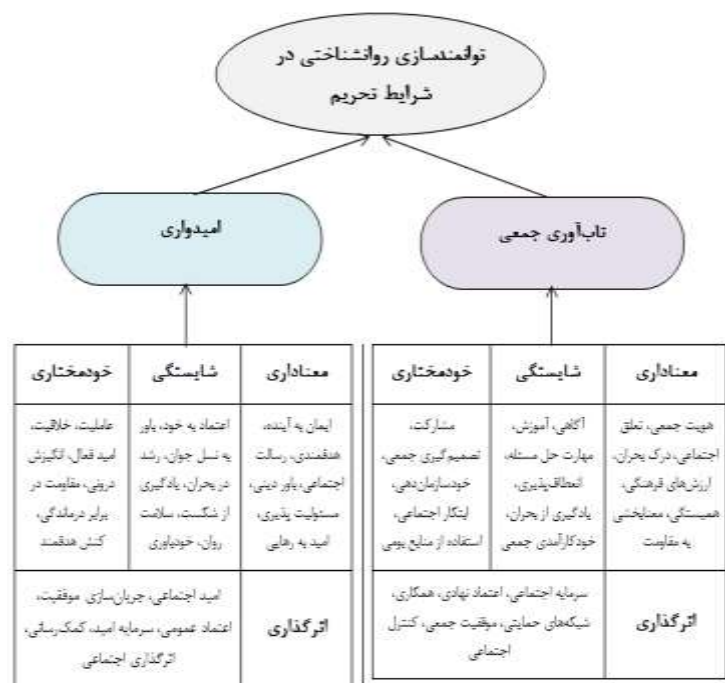 توانمندسازی روانشناختی در
شرایط تحریم
تاب‌آوری جمعی
امیدواری
معناداری
شایستگی
خودمختاری
هویت جمعی، تعلق
اجتماعی، درک بحران،
ارزش‌های فرهنگی،
همبستگی، معنابخشی
به مقاومت
آگاهی، آموزش،
مهارت حل مسئله،
انعطاف‌پذیری،
یادگیری از بحران،
خودکارآمدی جمعی
مشارکت،
تصمیم‌گیری جمعی،
خودسازمان‌دهی،
ابتکار اجتماعی،
استفاده از منابع بومی
اثرگذاری
سرمایه اجتماعی، اعتماد نهادی، همکاری،
شبکه‌های حمایتی، موفقیت جمعی، کنترل
اجتماعی
معناداری
شایستگی
خودمختاری
ایمان به آینده،
هدفمندی، رسالت
اجتماعی، باور دینی،
مسئولیت پذیری،
امید به رهایی
اعتماد به خود، باور
به نسل جوان، رشد
در بحران، یادگیری
از شکست، سلامت
روان، خودباوری
عاملیت، خلاقیت،
امید فعال، انگیزش
درونی، مقاومت در
برابر درماندگی،
کنش هدفمند
اثرگذاری
امید اجتماعی، جریان‌سازی موفقیت،
اعتماد عمومی، سرمایه امید، کمک‌رسانی،
اثرگذاری اجتماعی